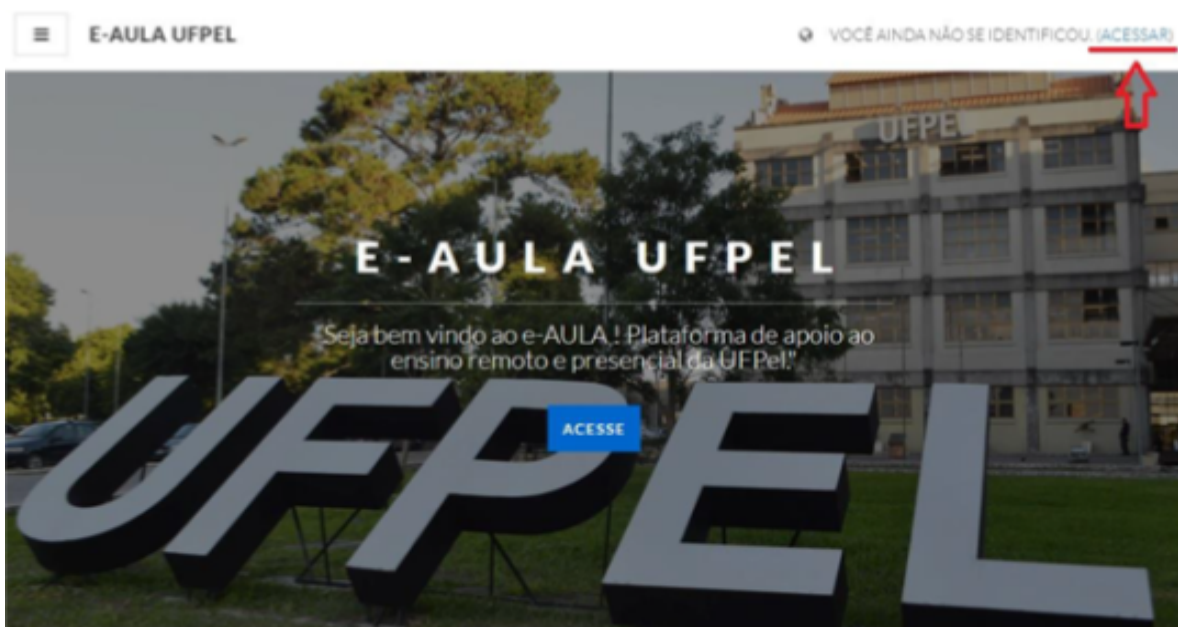 ≡ E-AULA UFPEL
VOCÊ AINDA NÃO SE IDENTIFICOU. (ACESSAR)
UFPEL
E-AULA UFPEL
"Seja bem vindo ao e-AULA ! Plataforma de apoio ao
ensino remoto e presencial da UFPel."
ACESSE
UFPEL